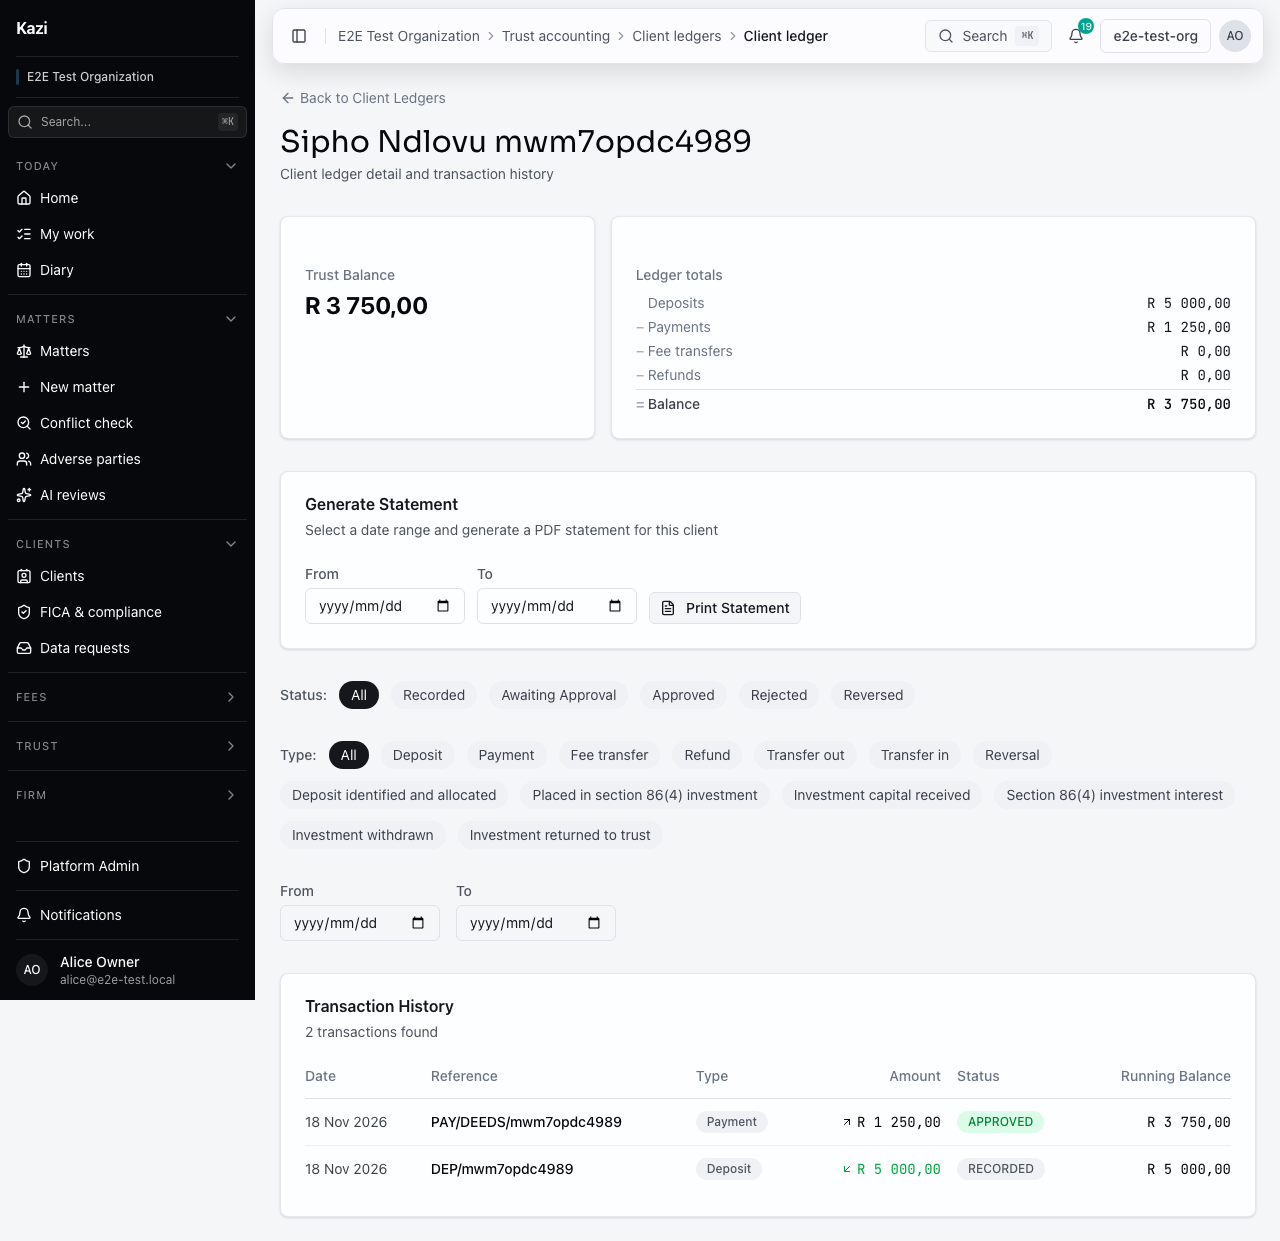 Kazi
E2E Test Organization
Search...
⌘K
TODAY
Home
My work
Diary
MATTERS
Matters
New matter
Conflict check
Adverse parties
AI reviews
CLIENTS
Clients
FICA & compliance
Data requests
FEES
TRUST
FIRM
Platform Admin
Notifications
AO
Alice Owner
alice@e2e-test.local
E2E Test Organization > Trust accounting > Client ledgers > Client ledger
Search ⌘K
19
e2e-test-org
AO
← Back to Client Ledgers
Sipho Ndlovu mwm7opdc4989
Client ledger detail and transaction history
Trust Balance
R 3 750,00
Ledger totals
Deposits R 5 000,00
– Payments R 1 250,00
– Fee transfers R 0,00
– Refunds R 0,00
= Balance R 3 750,00
Generate Statement
Select a date range and generate a PDF statement for this client
From To
yyyy/mm/dd yyyy/mm/dd Print Statement
Status: All Recorded Awaiting Approval Approved Rejected Reversed
Type: All Deposit Payment Fee transfer Refund Transfer out Transfer in Reversal
Deposit identified and allocated Placed in section 86(4) investment Investment capital received Section 86(4) investment interest
Investment withdrawn Investment returned to trust
From To
yyyy/mm/dd yyyy/mm/dd
Transaction History
2 transactions found
Date Reference Type Amount Status Running Balance
18 Nov 2026 PAY/DEEDS/mwm7opdc4989 Payment ↗ R 1 250,00 APPROVED R 3 750,00
18 Nov 2026 DEP/mwm7opdc4989 Deposit ↙ R 5 000,00 RECORDED R 5 000,00